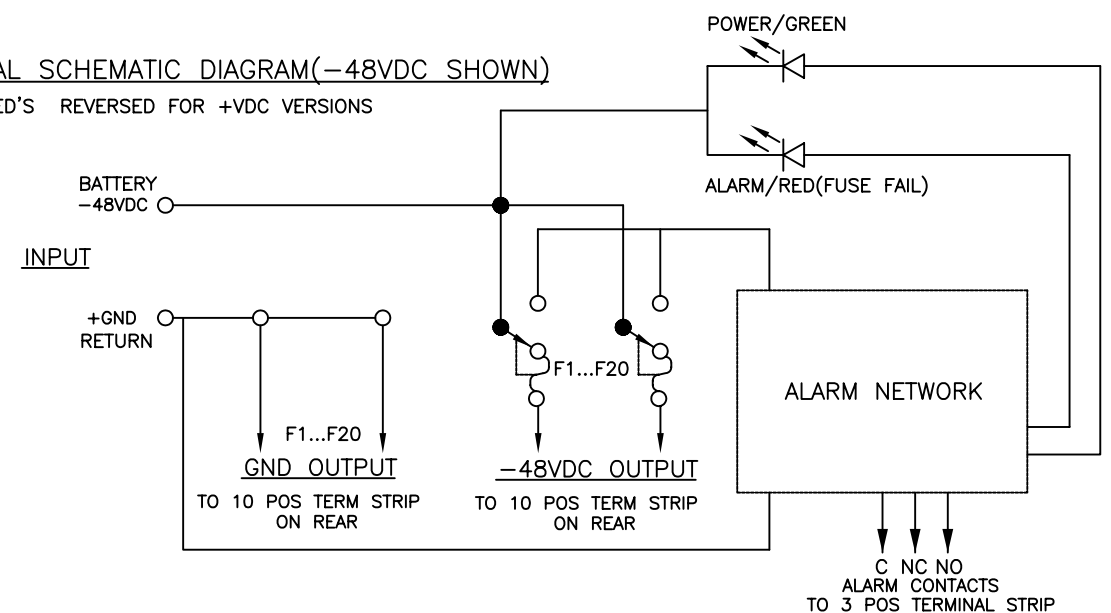 POWER/GREEN
AL SCHEMATIC DIAGRAM(-48VDC SHOWN)
ED'S REVERSED FOR +VDC VERSIONS
ALARM/RED(FUSE FAIL)
BATTERY
-48VDC
INPUT
+GND
RETURN
F1...F20
ALARM NETWORK
F1...F20
GND OUTPUT
-48VDC OUTPUT
TO 10 POS TERM STRIP
ON REAR
TO 10 POS TERM STRIP
ON REAR
C NC NO
ALARM CONTACTS
TO 3 POS TERMINAL STRIP